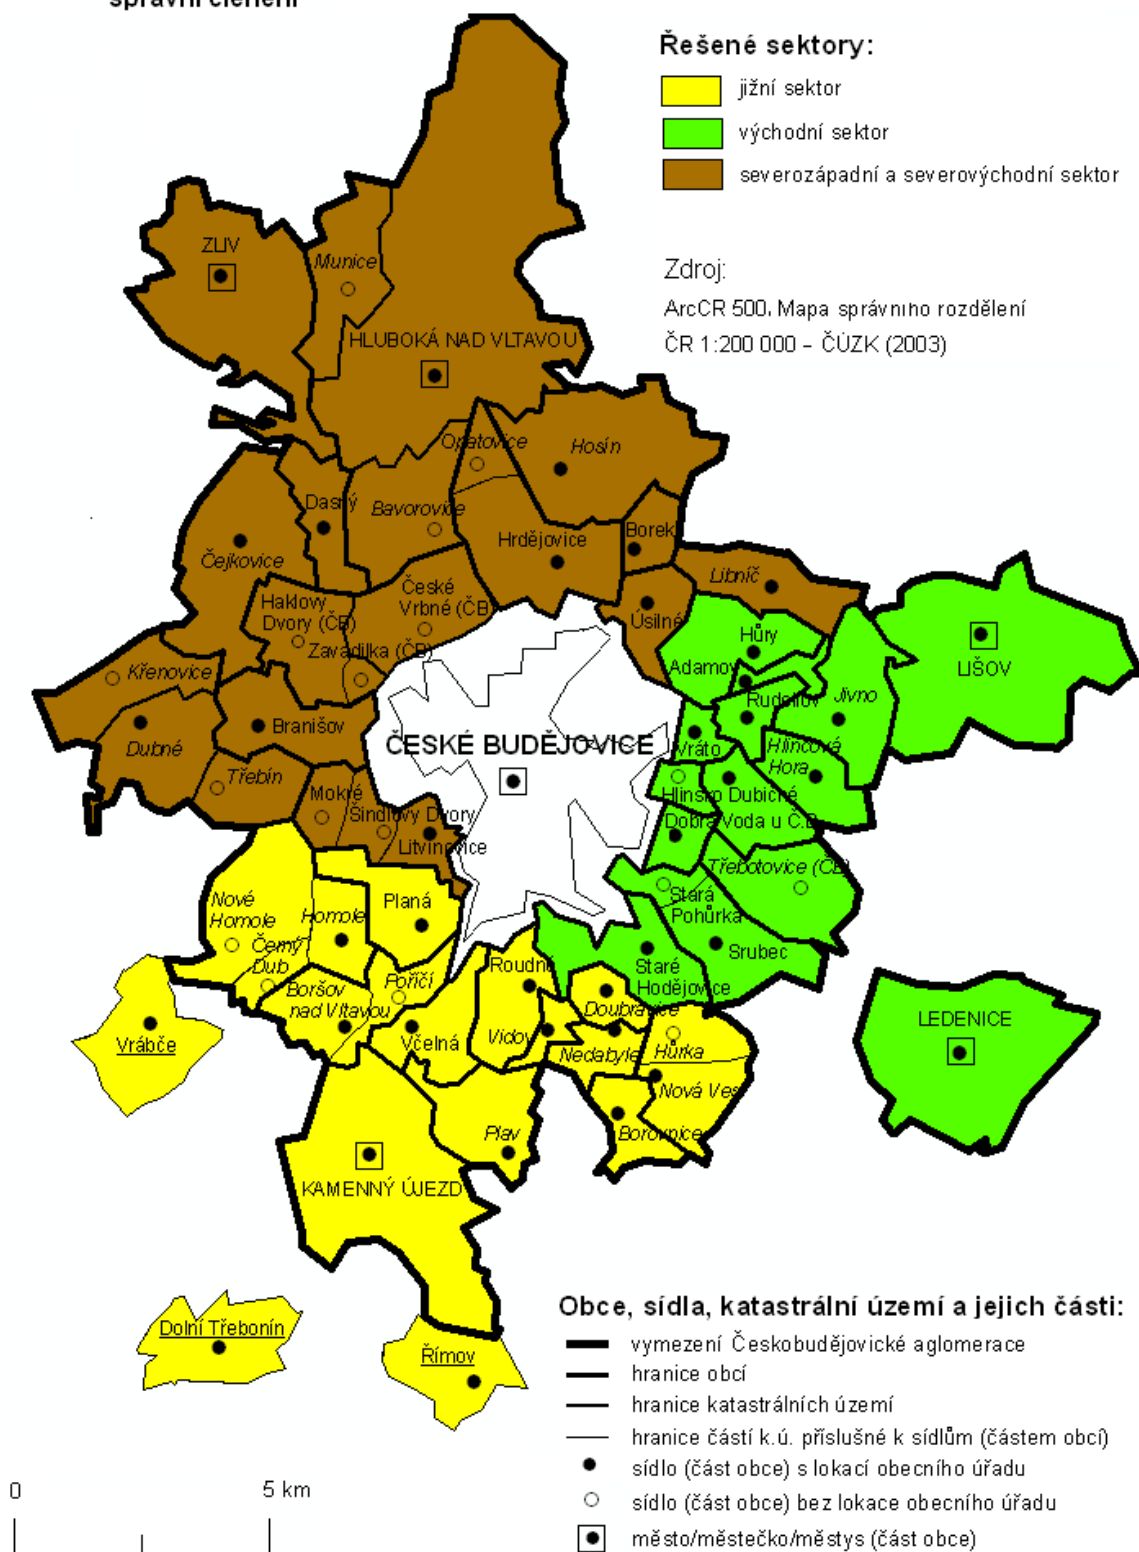 správní členění
Řešené sektory:
jižní sektor
východní sektor
severozápadní a severovýchodní sektor
Zdroj:
ArcCR 500, Mapa správního rozdělení
ČR 1:200 000 – ČÚZK (2003)
ZLIV
Munice
HLUBOKÁ NAD VLTAVOU
Opatovice
Hosín
Dasný
Bavorovice
Hrdějovice
Borek
Čejkovice
Libníč
Haklovy
Dvory (ČB)
České
Vrbné (ČB)
Úsilné
Zavadilka (ČB)
Hůry
LIŠOV
Křenovice
Adamov
Rudolfov
Jivno
Dubné
Branišov
ČESKÉ BUDĚJOVICE
Vráto
Hlincová
Hora
Třebín
Mokré
Hlinsko
Dubičné
Šindlovy Dvory
Litvínovice
Dobrá Voda u Č.B.
Třebotovice (ČB)
Nové
Homole
Homole
Planá
Stará
Pohůrka
Srubec
Černý
Dub
Roudné
Staré
Hodějovice
Boršov
nad Vltavou
Poříčí
Doubravice
LEDENICE
Vrábče
Včelná
Vidov
Nedabyle
Hůrka
Nová Ves
Plav
Borovnice
KAMENNÝ ÚJEZD
Dolní Třebonín
Římov
Obce, sídla, katastrální území a jejich části:
vymezení Českobudějovické aglomerace
hranice obcí
hranice katastrálních území
hranice částí k.ú. příslušné k sídlům (částem obcí)
sídlo (část obce) s lokací obecního úřadu
sídlo (část obce) bez lokace obecního úřadu
město/městečko/městys (část obce)
0 5 km